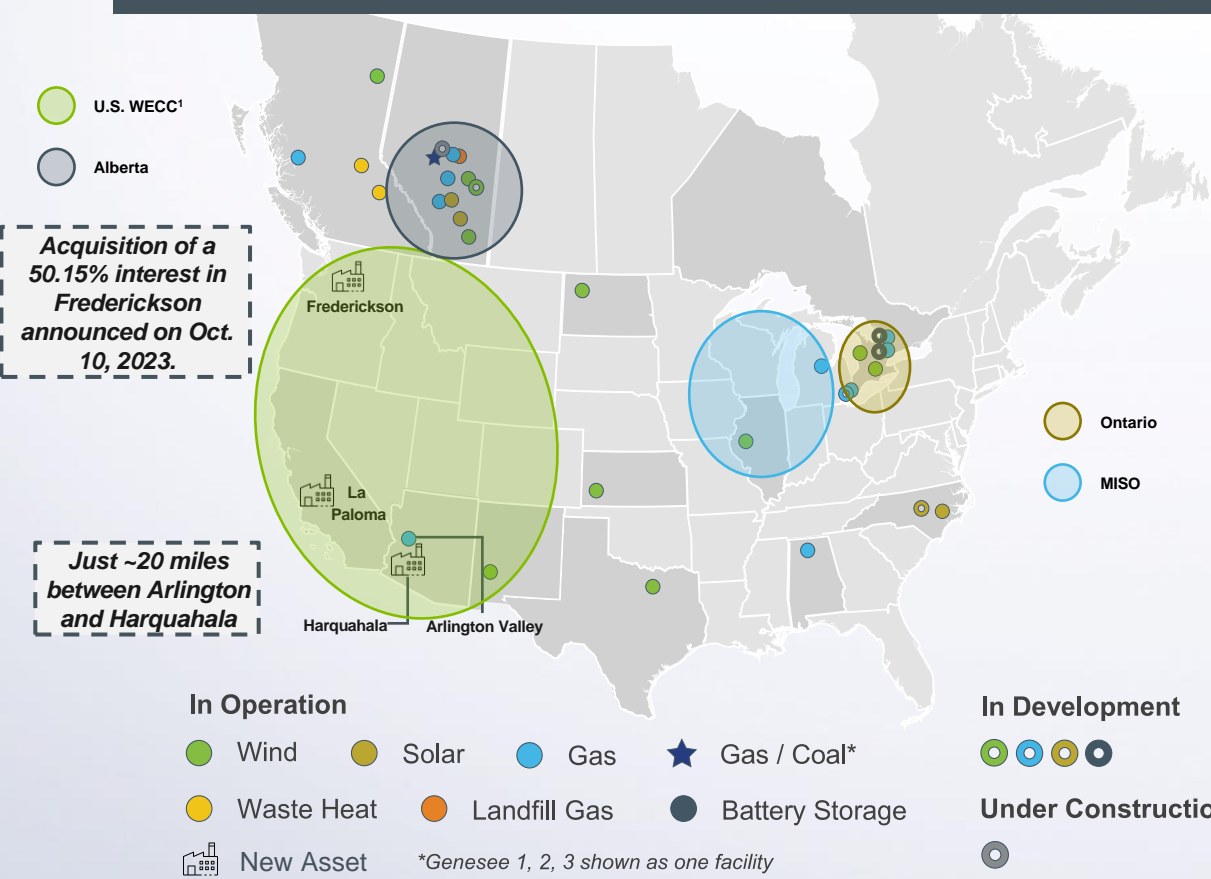 U.S. WECC¹
Alberta
Acquisition of a
50.15% interest in
Frederickson
announced on Oct.
10, 2023.
Frederickson
Ontario
MISO
La
Paloma
Just ~20 miles
between Arlington
and Harquahala
Harquahala
Arlington Valley
In Operation
Wind
Solar
Gas
Gas / Coal*
Waste Heat
Landfill Gas
Battery Storage
New Asset
*Genesee 1, 2, 3 shown as one facility
In Development
Under Constructio